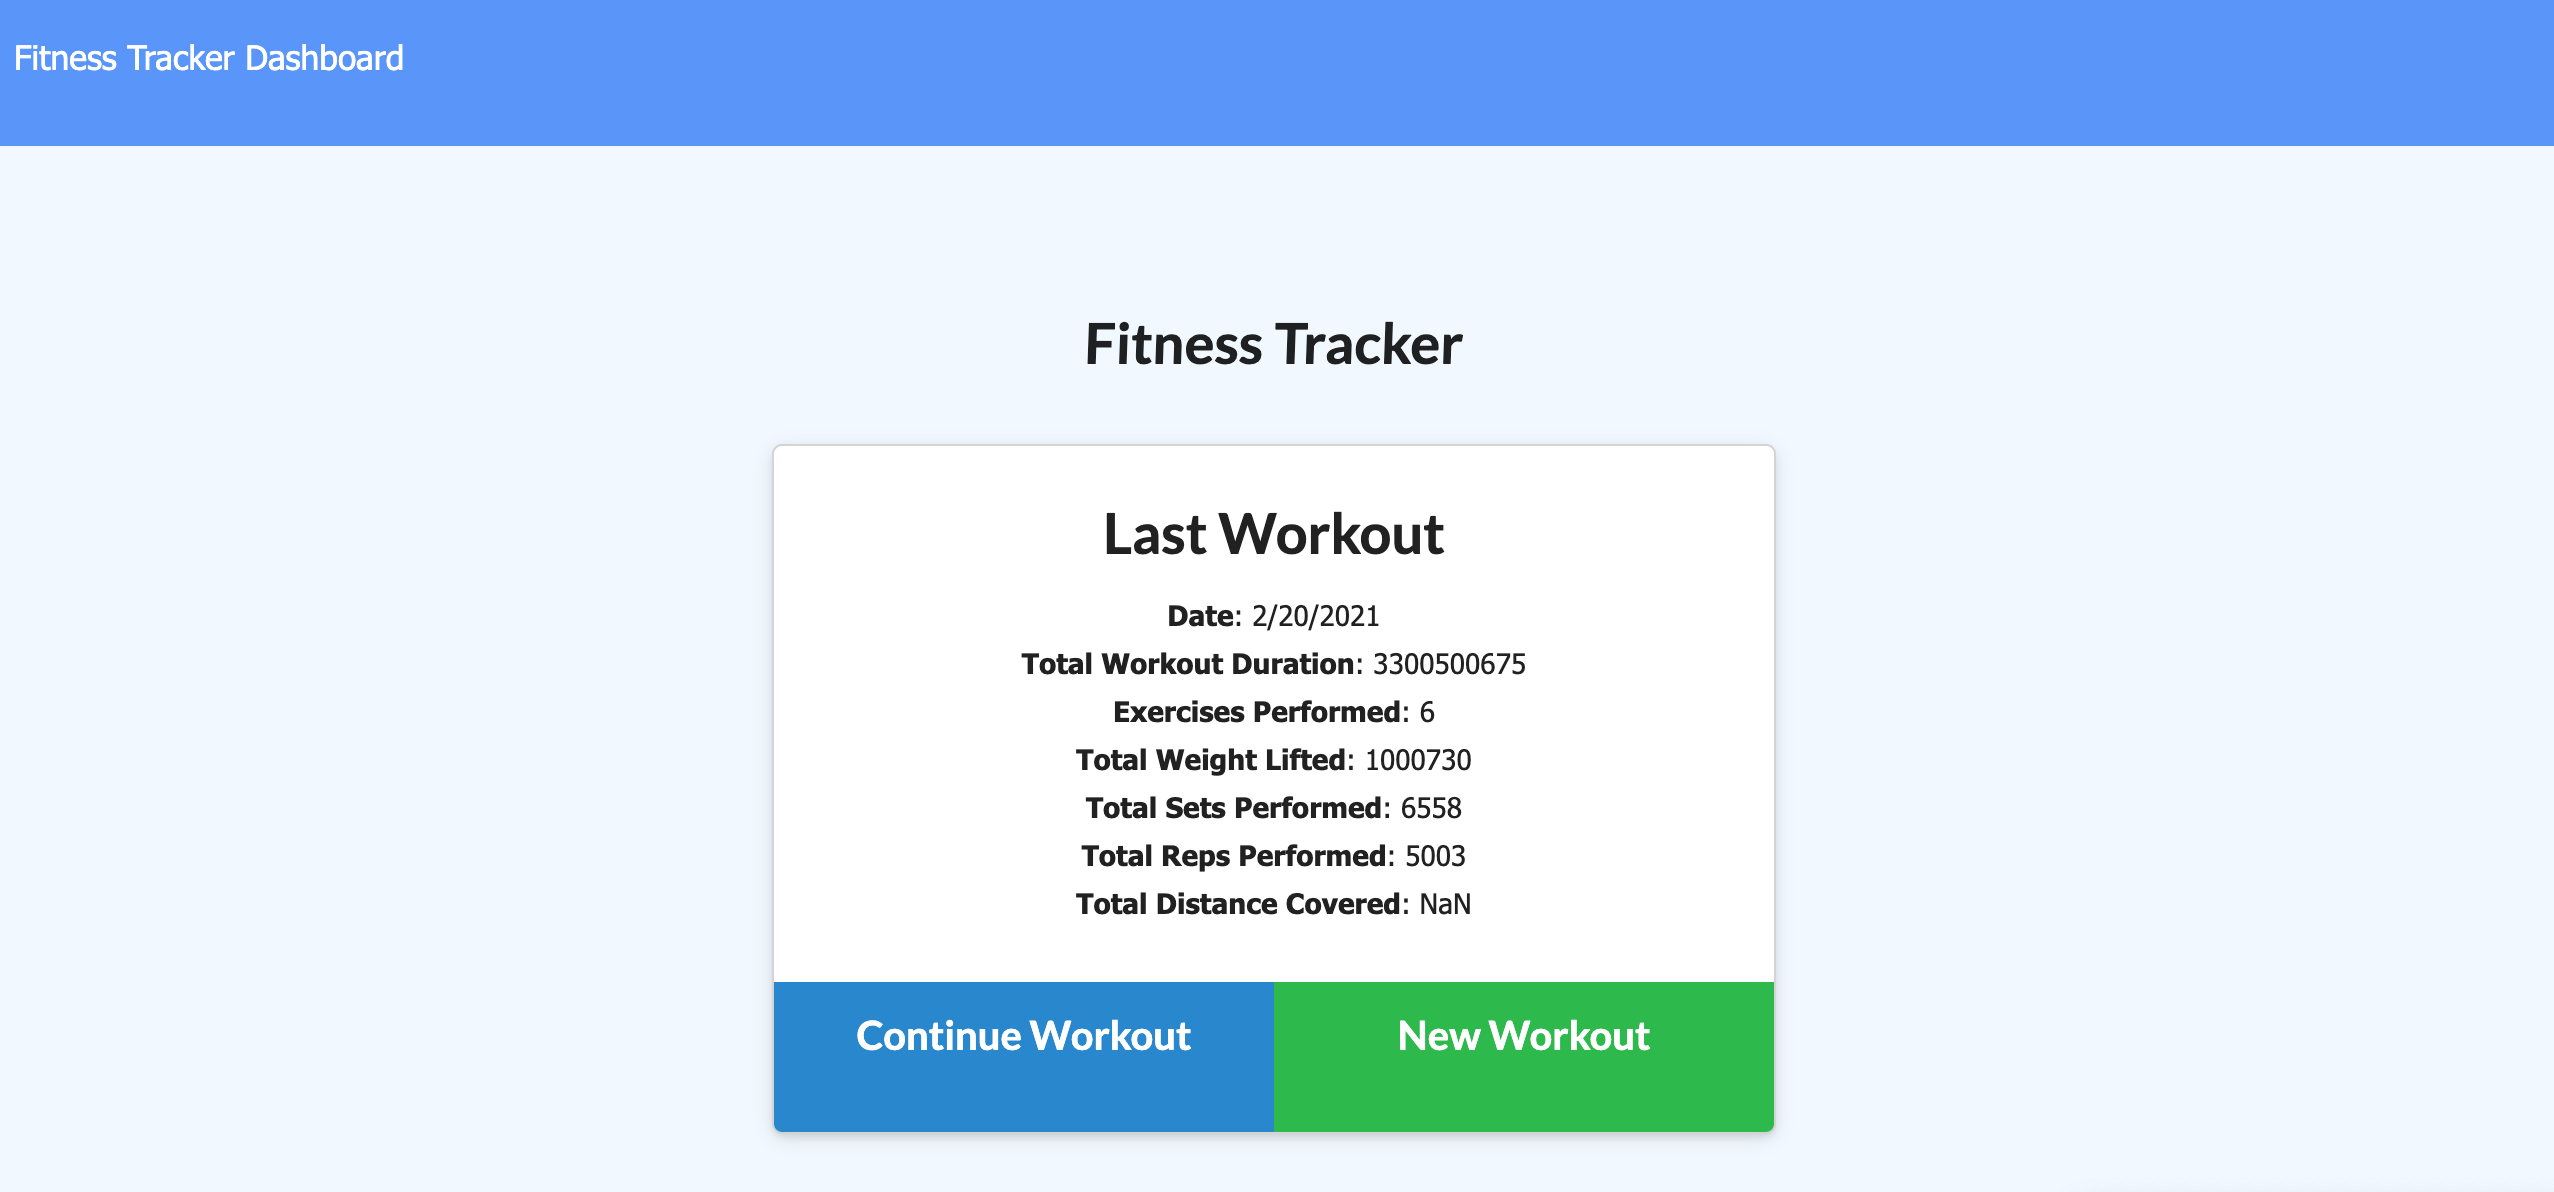 Fitness Tracker Dashboard
Fitness Tracker
Last Workout
Date: 2/20/2021
Total Workout Duration: 3300500675
Exercises Performed: 6
Total Weight Lifted: 1000730
Total Sets Performed: 6558
Total Reps Performed: 5003
Total Distance Covered: NaN
Continue Workout
New Workout